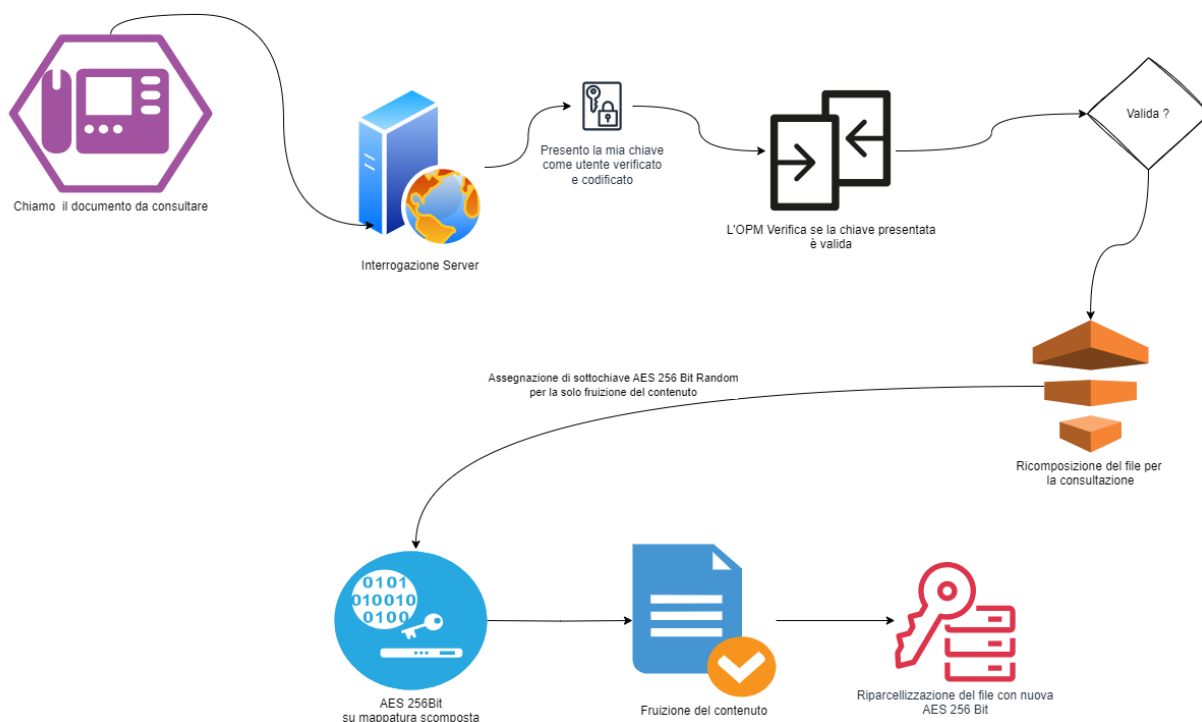 Chiamo il documento da consultare
Interrogazione Server
Presento la mia chiave
come utente verificato
e codificato
L'OPM Verifica se la chiave presentata
è valida
Valida ?
Ricomposizione del file per
la consultazione
Assegnazione di sottochiave AES 256 Bit Random
per la solo fruizione del contenuto
0101
010010
0100
AES 256Bit
su mappatura scomposta
Fruizione del contenuto
Riparcellizzazione del file con nuova
AES 256 Bit